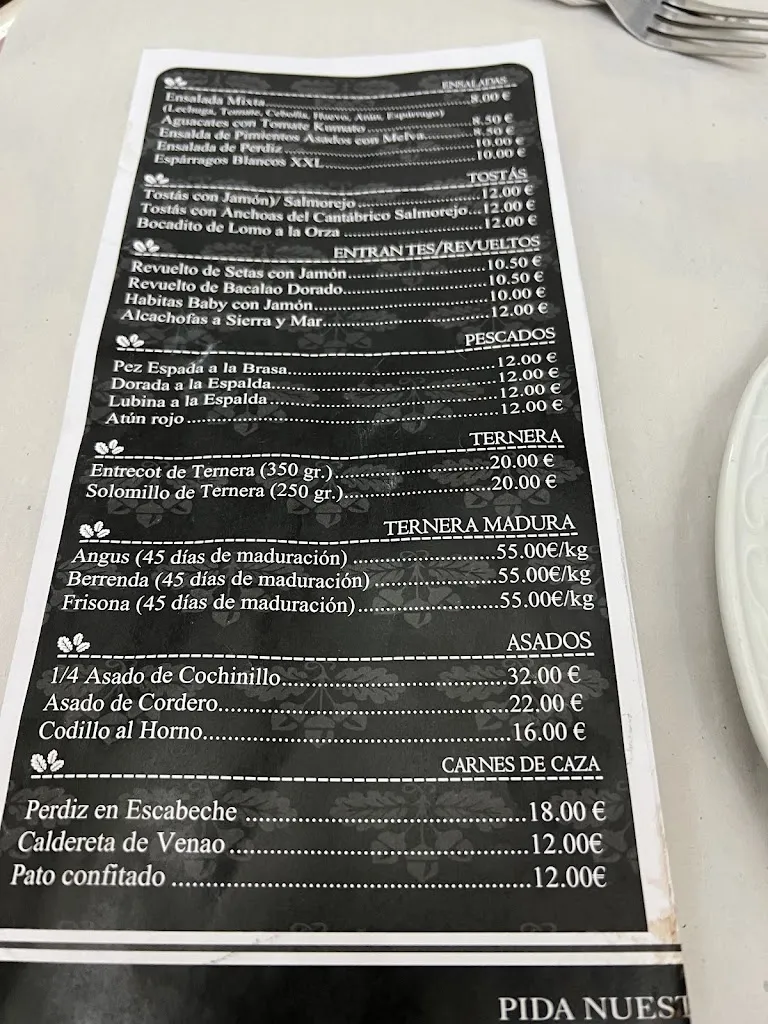 ENSALADAS
Ensalada Mixta........8.00 €
(Lechuga, Tomate, Cebolla, Huevo, Atún, Espárrago)
Aguacates con Tomate Kumato........8.50 €
Ensalda de Pimientos Asados con Melva........8.50 €
Ensalada de Perdiz........10.00 €
Espárragos Blancos XXL........10.00 €
TOSTÁS
Tostás con Jamón)/ Salmorejo........12.00 €
Tostás con Anchoas del Cantábrico Salmorejo...12.00 €
Bocadito de Lomo a la Orza........12.00 €
ENTRAN TES/REVUELTOS
Revuelto de Setas con Jamón........10.50 €
Revuelto de Bacalao Dorado........10.50 €
Habitas Baby con Jamón........10.00 €
Alcachofas a Sierra y Mar........12.00 €
PESCADOS
Pez Espada a la Brasa........12.00 €
Dorada a la Espalda........12.00 €
Lubina a la Espalda........12.00 €
Atún rojo........12.00 €
TERNERA
Entrecot de Ternera (350 gr.)........20.00 €
Solomillo de Ternera (250 gr.)........20.00 €
TERNERA MADURA
Angus (45 días de maduración)........55.00€/kg
Berrenda (45 días de maduración)........55.00€/kg
Frisona (45 días de maduración)........55.00€/kg
ASADOS
1/4 Asado de Cochinillo........32.00 €
Asado de Cordero........22.00 €
Codillo al Horno........16.00 €
CARNES DE CAZA
Perdiz en Escabeche........18.00 €
Caldereta de Venao........12.00€
Pato confitado........12.00€
PIDA NUEST